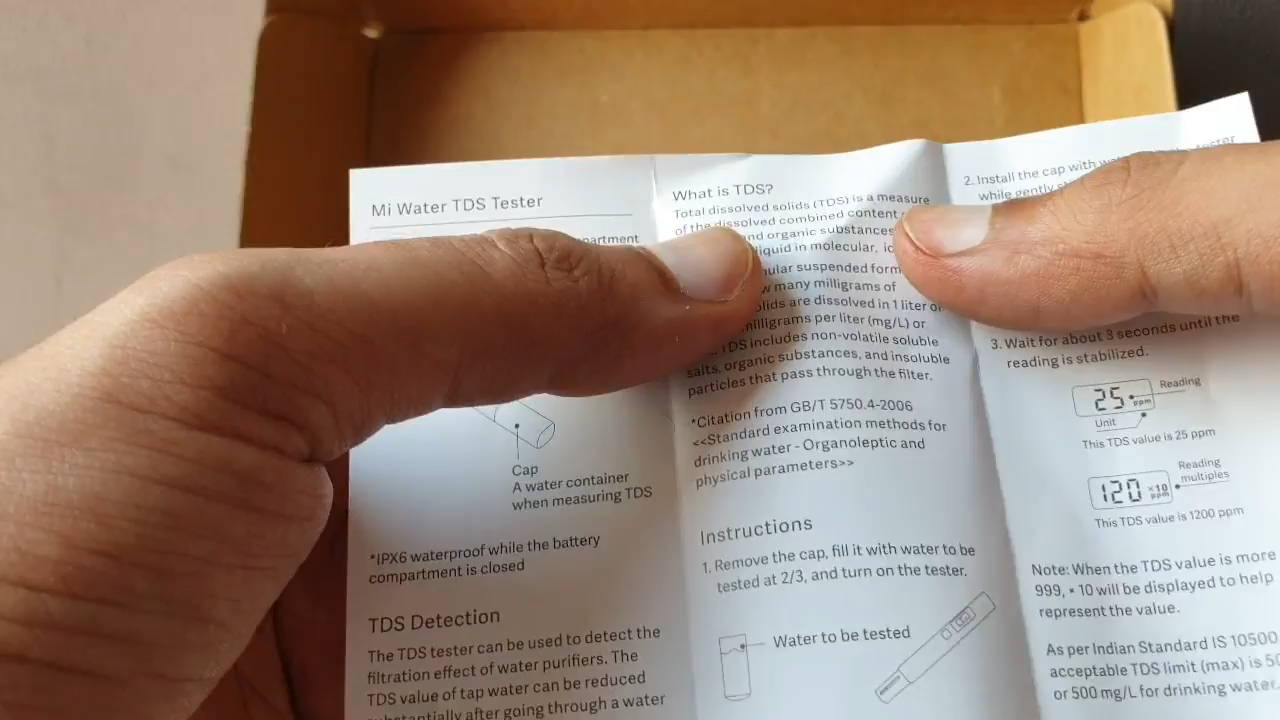 Mi Water TDS Tester
Cap
A water container
when measuring TDS
*IPX6 waterproof while the battery
compartment is closed
TDS Detection
The TDS tester can be used to detect the
filtration effect of water purifiers. The
TDS value of tap water can be reduced
substantially after going through a water
What is TDS?
Total dissolved solids (TDS) is a measure
of the dissolved combined content
and organic substances
liquid in molecular,
suspended form
many milligrams of
are dissolved in 1 liter
milligrams per liter (mg/L) or
TDS includes non-volatile soluble
salts, organic substances, and insoluble
particles that pass through the filter.
*Citation from GB/T 5750.4-2006
<<Standard examination methods for
drinking water - Organoleptic and
physical parameters>>
Instructions
1. Remove the cap, fill it with water to be
tested at 2/3, and turn on the tester.
Water to be tested
2. Install the cap with tester
while gently
3. Wait for about 3 seconds until the
reading is stabilized.
25 ppm
Reading
Unit
This TDS value is 25 ppm
120 ×10 ppm
Reading
multiples
This TDS value is 1200 ppm
Note: When the TDS value is more
999, × 10 will be displayed to help
represent the value.
As per Indian Standard IS 10500
acceptable TDS limit (max) is
or 500 mg/L for drinking water.